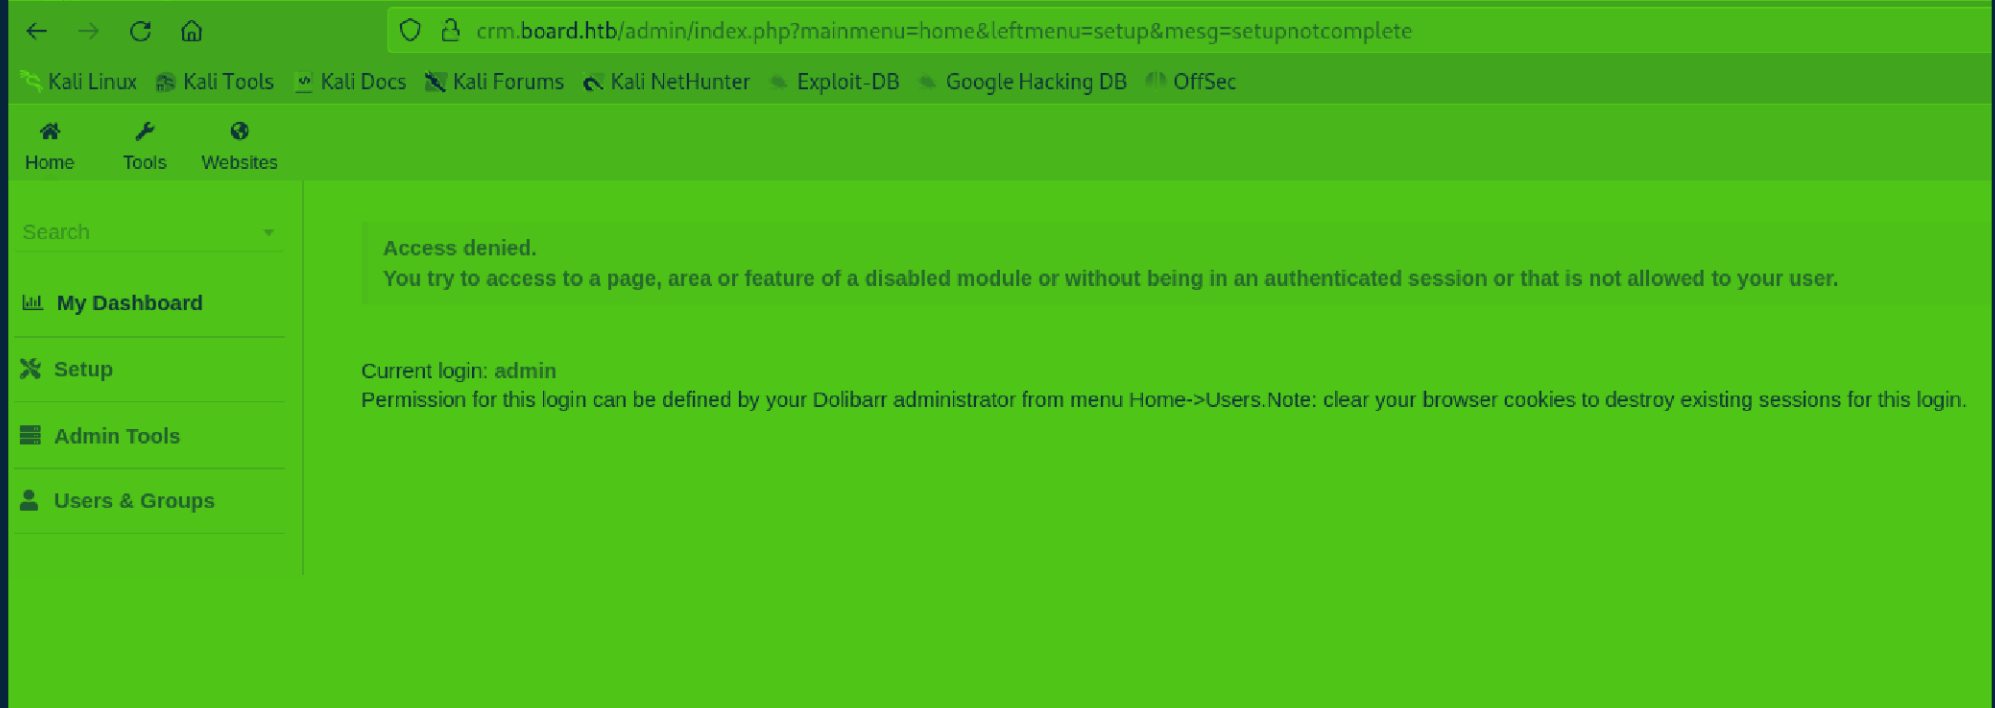 crm.board.htb/admin/index.php?mainmenu=home&leftmenu=setup&mesg=setupnotcomplete
Kali Linux Kali Tools Kali Docs Kali Forums Kali NetHunter Exploit-DB Google Hacking DB OffSec
Home Tools Websites
Search
Access denied.
You try to access to a page, area or feature of a disabled module or without being in an authenticated session or that is not allowed to your user.
My Dashboard
Setup
Current login: admin
Permission for this login can be defined by your Dolibarr administrator from menu Home->Users.Note: clear your browser cookies to destroy existing sessions for this login.
Admin Tools
Users & Groups